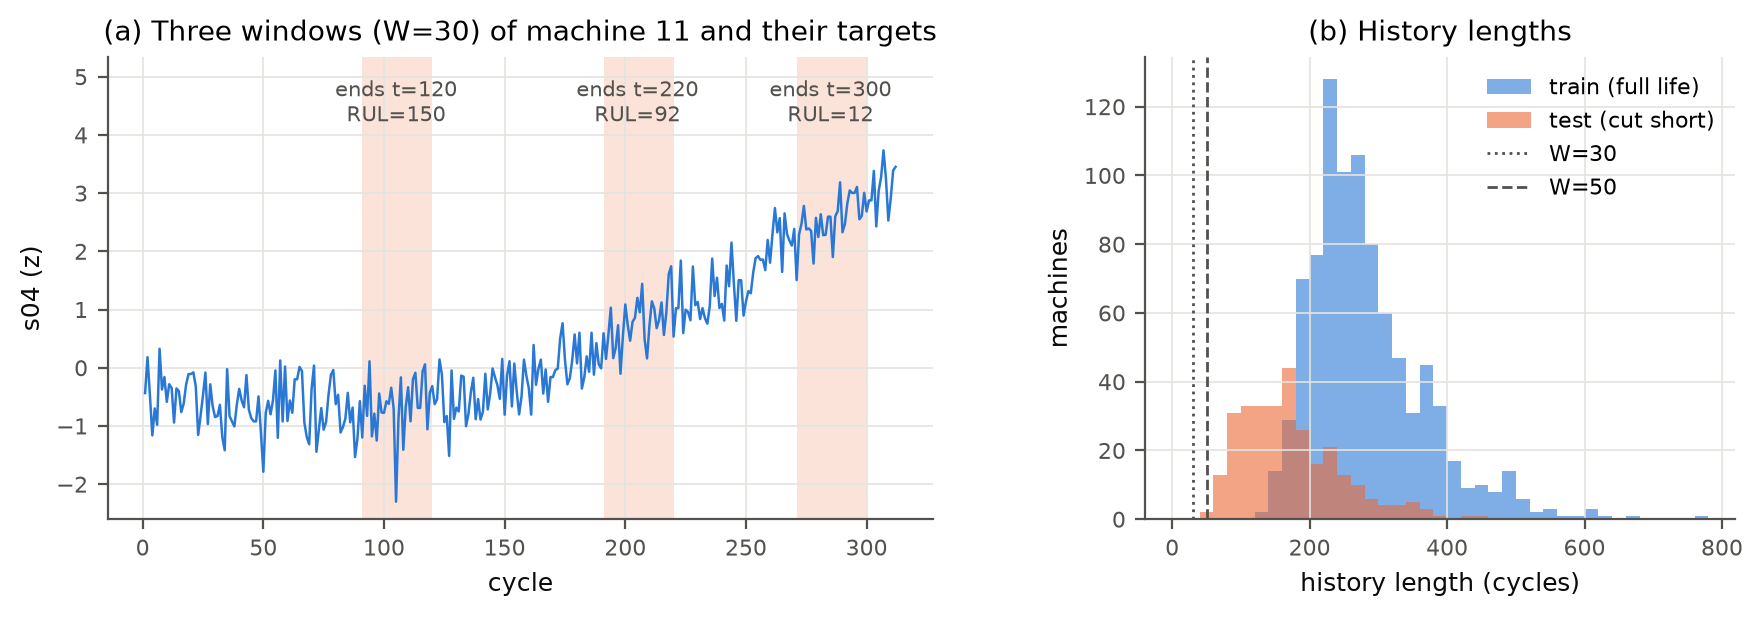 (a) Three windows (W=30) of machine 11 and their targets
ends t=120
RUL=150
ends t=220
RUL=92
ends t=300
RUL=12
s04 (z)
5
4
3
2
1
0
−1
−2
0 50 100 150 200 250 300
cycle
(b) History lengths
train (full life)
test (cut short)
W=30
W=50
machines
120
100
80
60
40
20
0
0 200 400 600 800
history length (cycles)